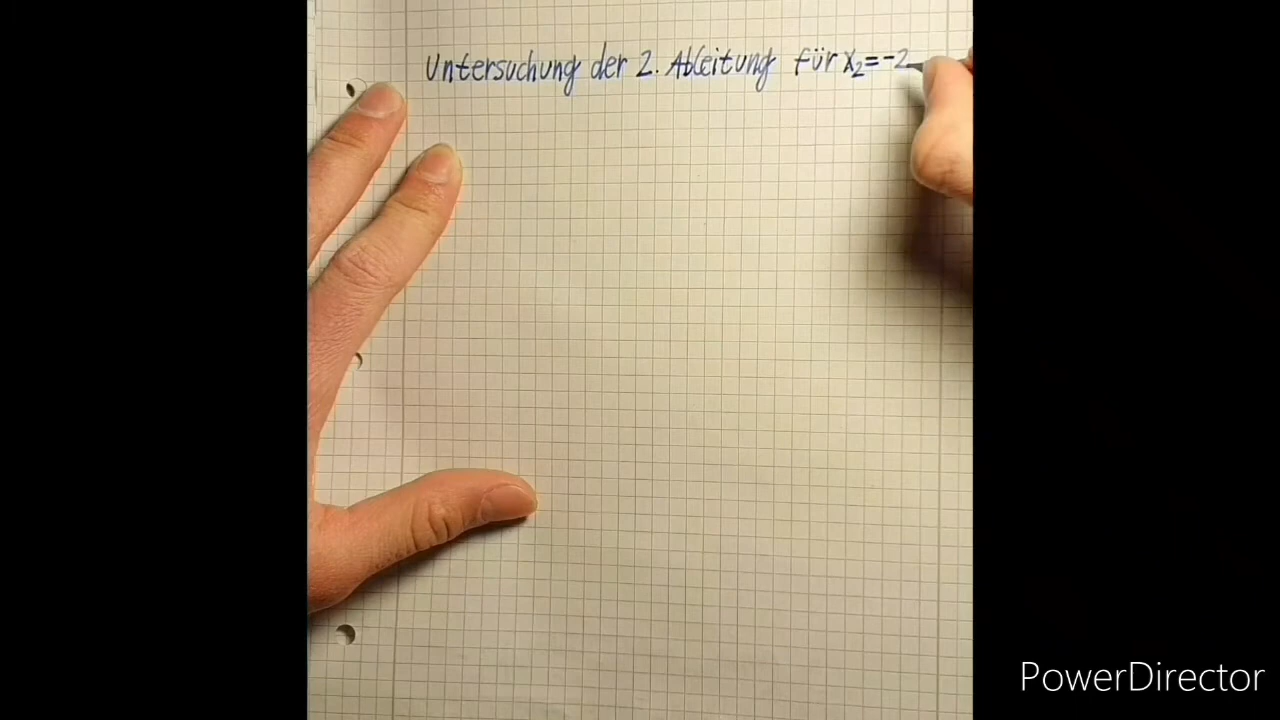 Untersuchung der 2. Ableitung für x₂=-2
PowerDirector